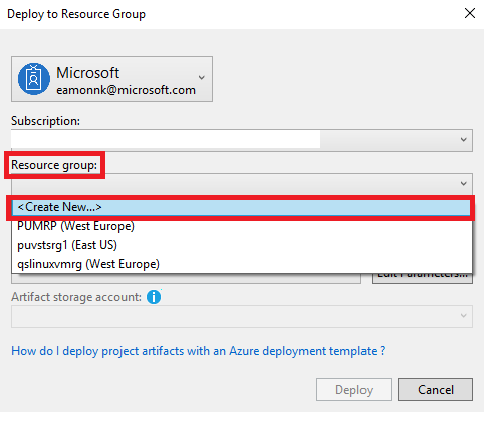 Deploy to Resource Group
Microsoft
eamonnk@microsoft.com
Subscription:
Resource group:
<Create New...>
PUMRP (West Europe)
puvstsrg1 (East US)
qslinuxvmrg (West Europe)
Edit Parameters...
Artifact storage account:
How do I deploy project artifacts with an Azure deployment template ?
Deploy
Cancel